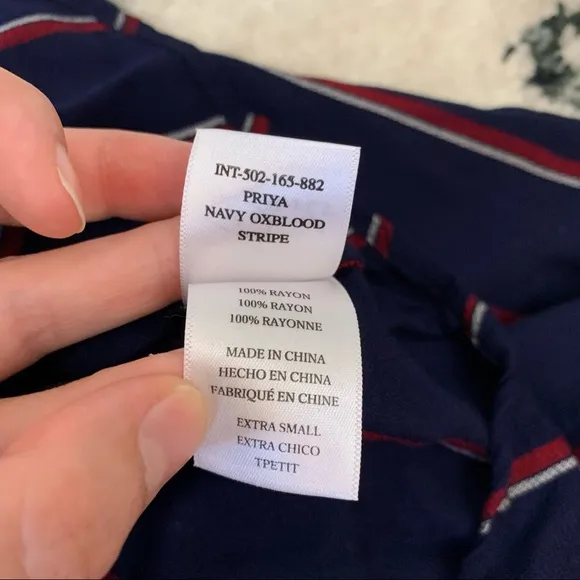 INT-502-165-882
PRIYA
NAVY OXBLOOD
STRIPE
100% RAYON
100% RAYON
100% RAYONNE
MADE IN CHINA
HECHO EN CHINA
FABRIQUÉ EN CHINE
EXTRA SMALL
EXTRA CHICO
TPETIT